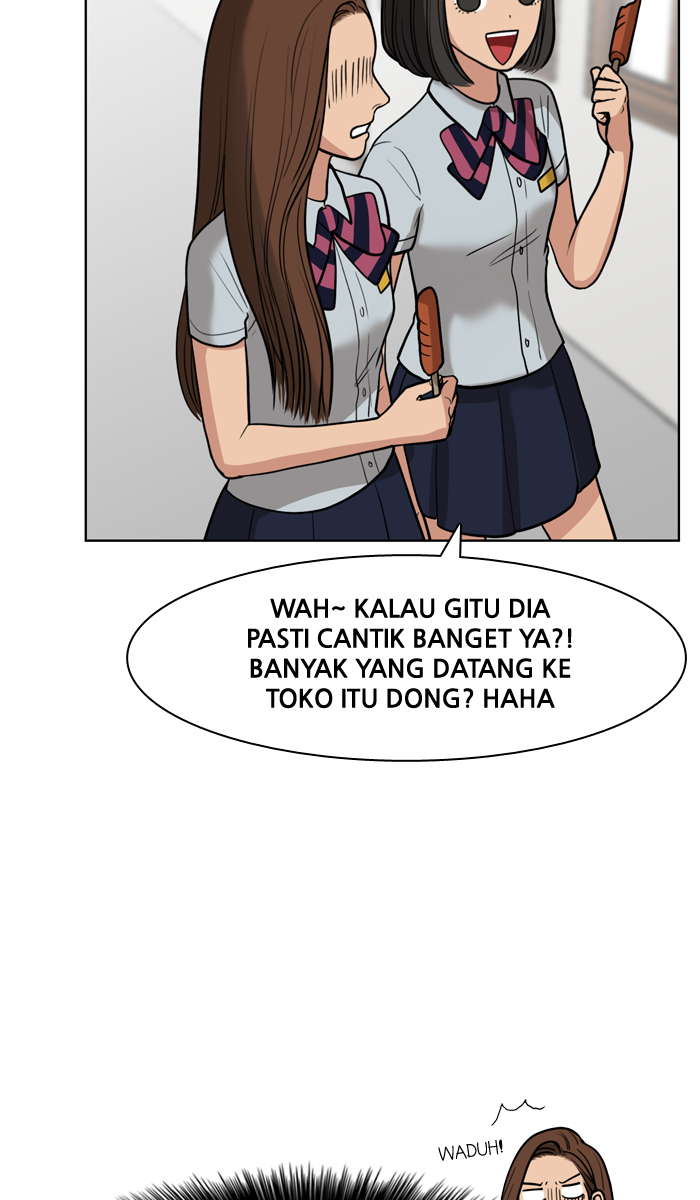 WAH~ KALAU GITU DIA
PASTI CANTIK BANGET YA?!
BANYAK YANG DATANG KE
TOKO ITU DONG? HAHA
WADUH!